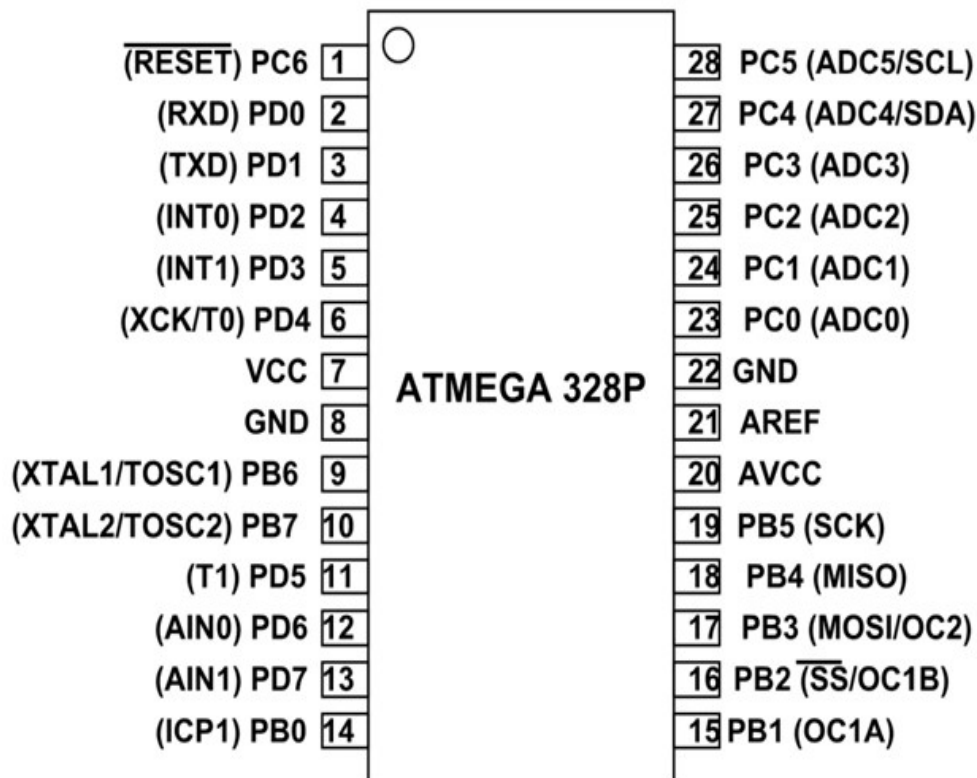 (RESET) PC6 1
(RXD) PD0 2
(TXD) PD1 3
(INT0) PD2 4
(INT1) PD3 5
(XCK/T0) PD4 6
VCC 7
GND 8
(XTAL1/TOSC1) PB6 9
(XTAL2/TOSC2) PB7 10
(T1) PD5 11
(AIN0) PD6 12
(AIN1) PD7 13
(ICP1) PB0 14
ATMEGA 328P
28 PC5 (ADC5/SCL)
27 PC4 (ADC4/SDA)
26 PC3 (ADC3)
25 PC2 (ADC2)
24 PC1 (ADC1)
23 PC0 (ADC0)
22 GND
21 AREF
20 AVCC
19 PB5 (SCK)
18 PB4 (MISO)
17 PB3 (MOSI/OC2)
16 PB2 (SS/OC1B)
15 PB1 (OC1A)